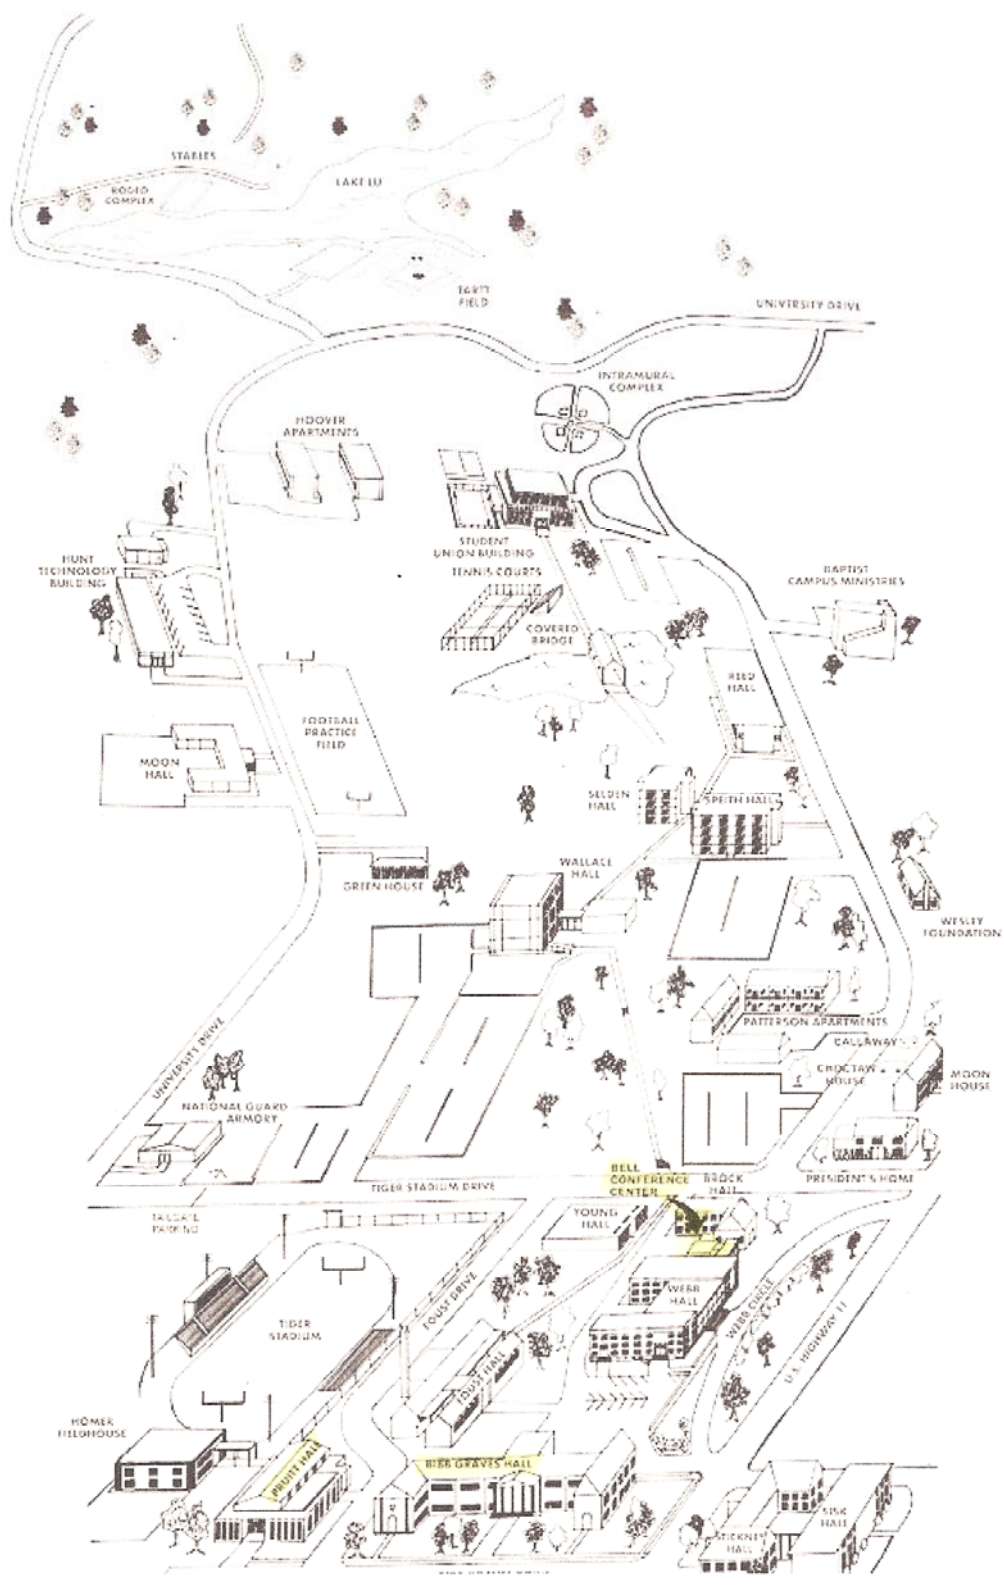 STABLES
RODEO
COMPLEX
LAKE LU
TARTT
FIELD
UNIVERSITY DRIVE
INTRAMURAL
COMPLEX
HOOVER
APARTMENTS
STUDENT
UNION BUILDING
TENNIS COURTS
HUNT
TECHNOLOGY
BUILDING
BAPTIST
CAMPUS MINISTRIES
COVERED
BRIDGE
REED
HALL
FOOTBALL
PRACTICE
FIELD
MOON
HALL
SELDEN
HALL
SPEITH HALL
WALLACE
HALL
GREEN HOUSE
WESLEY
FOUNDATION
UNIVERSITY DRIVE
PATTERSON APARTMENTS
CALLAWAY
CHOCTAW
HOUSE
MOON
HOUSE
NATIONAL GUARD
ARMORY
BELL
CONFERENCE
CENTER
BROCK
HALL
PRESIDENT'S HOME
TIGER STADIUM DRIVE
TAILGATE
PARKING
YOUNG
HALL
WEBB
HALL
WEBB CIRCLE
U.S. HIGHWAY 11
FOUST DRIVE
TIGER
STADIUM
FOUST HALL
HOMER
FIELDHOUSE
PRUITT HALL
BIBB GRAVES HALL
STICKNEY
HALL
SISK
HALL